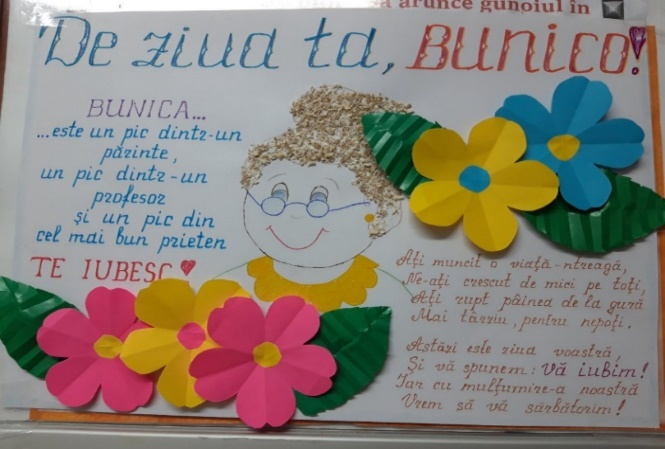 ă arunce gunoiul în
De ziua ta, BUNICO!
BUNICA...
...este un pic dintr-un
părinte,
un pic dintr-un
profesor
și un pic din
cel mai bun prieten
TE IUBESC!
Ați muncit o viață-ntreagă,
Ne-ați crescut de mici pe toți,
Ați rupt pâinea de la gură
Mai târziu, pentru nepoți.
Astăzi este ziua voastră,
Și vă spunem: Vă iubim!
Iar cu mulțumire-a noastră
Vrem să vă sărbătorim!